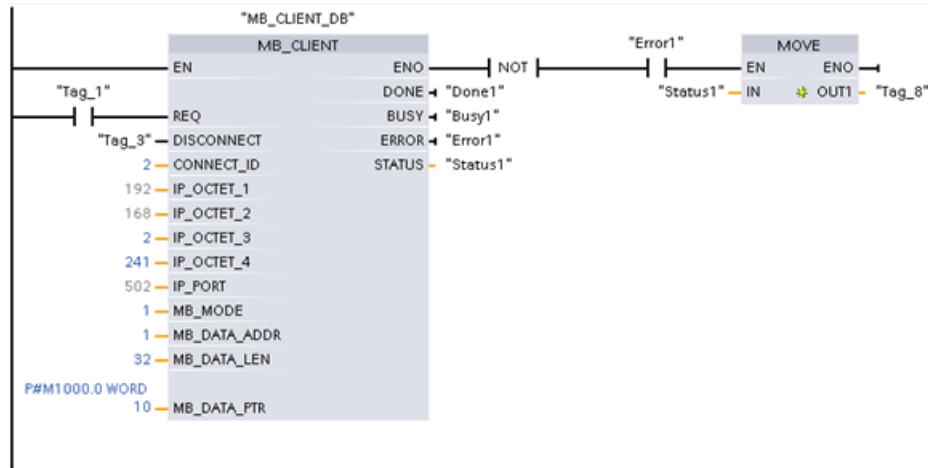 "MB_CLIENT_DB"
MB_CLIENT
"Error1"
MOVE
EN ENO NOT EN ENO
"Tag_1" DONE "Done1" "Status1" IN OUT1 "Tag_8"
REQ BUSY "Busy1"
"Tag_3" DISCONNECT ERROR "Error1"
2 CONNECT_ID STATUS "Status1"
192 IP_OCTET_1
168 IP_OCTET_2
2 IP_OCTET_3
241 IP_OCTET_4
502 IP_PORT
1 MB_MODE
1 MB_DATA_ADDR
32 MB_DATA_LEN
P#M1000.0 WORD
10 MB_DATA_PTR